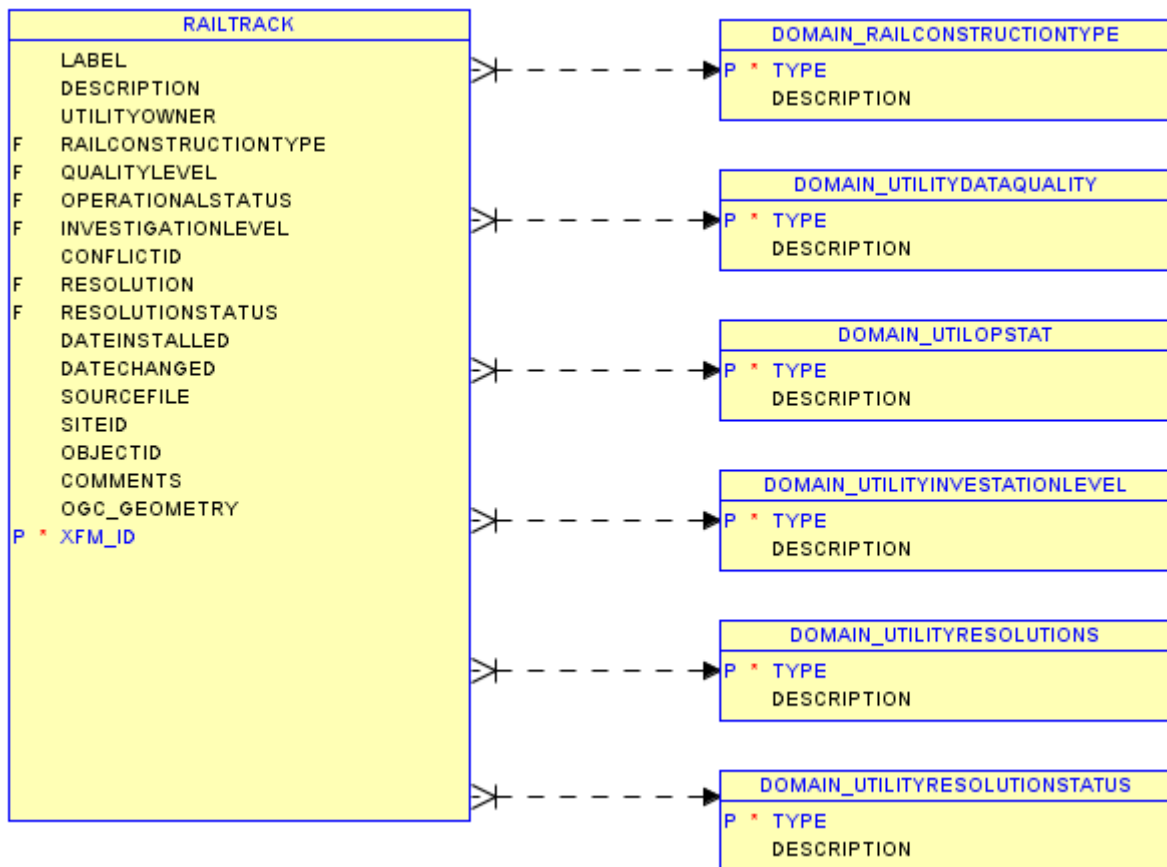 RAILTRACK
LABEL
DESCRIPTION
UTILITYOWNER
F RAILCONSTRUCTIONTYPE
F QUALITYLEVEL
F OPERATIONALSTATUS
F INVESTIGATIONLEVEL
CONFLICTID
F RESOLUTION
F RESOLUTIONSTATUS
DATEINSTALLED
DATECHANGED
SOURCEFILE
SITEID
OBJECTID
COMMENTS
OGC_GEOMETRY
P * XFM_ID
DOMAIN_RAILCONSTRUCTIONTYPE
P * TYPE
DESCRIPTION
DOMAIN_UTILITYDATAQUALITY
P * TYPE
DESCRIPTION
DOMAIN_UTILOPSTAT
P * TYPE
DESCRIPTION
DOMAIN_UTILITYINVESTATIONLEVEL
P * TYPE
DESCRIPTION
DOMAIN_UTILITYRESOLUTIONS
P * TYPE
DESCRIPTION
DOMAIN_UTILITYRESOLUTIONSTATUS
P * TYPE
DESCRIPTION